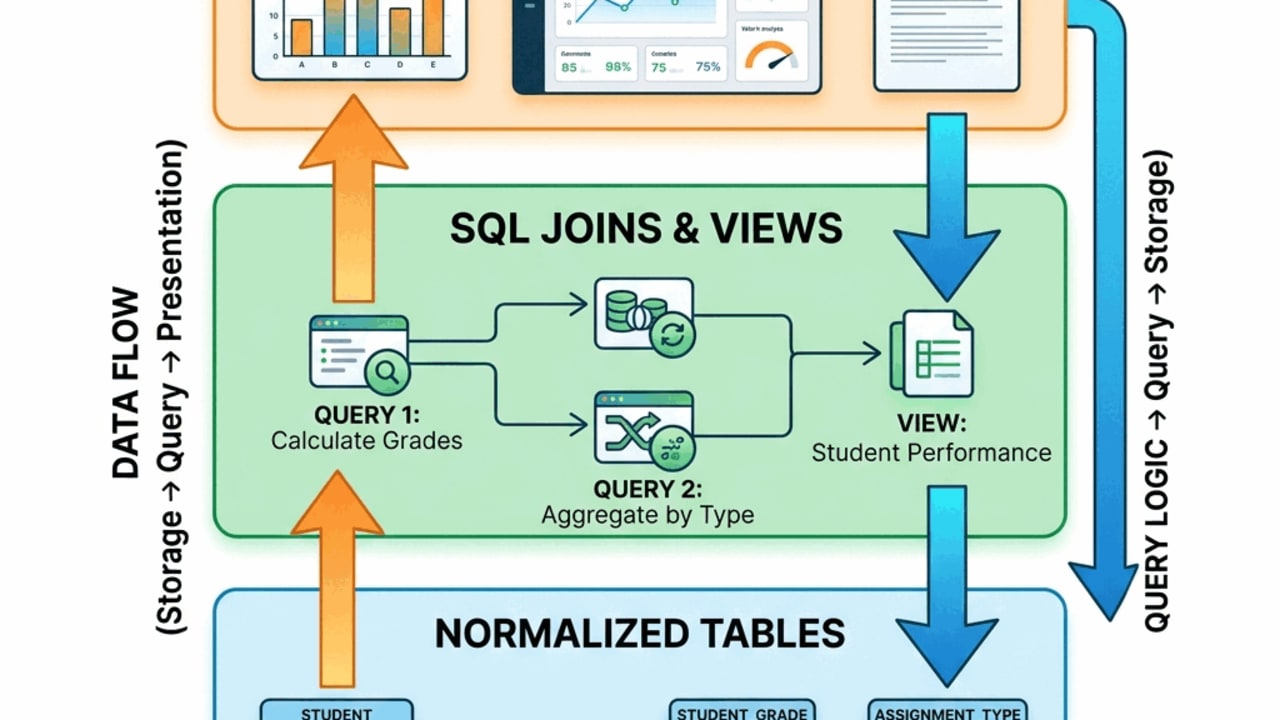 20
0
10
5
0
A B C D E
85 98%
75 75%
DATA FLOW
(Storage → Query → Presentation)
SQL JOINS & VIEWS
QUERY 1:
Calculate Grades
QUERY 2:
Aggregate by Type
VIEW:
Student Performance
QUERY LOGIC → Query → Storage)
NORMALIZED TABLES
STUDENT
STUDENT_GRADE
ASSIGNMENT_TYPE